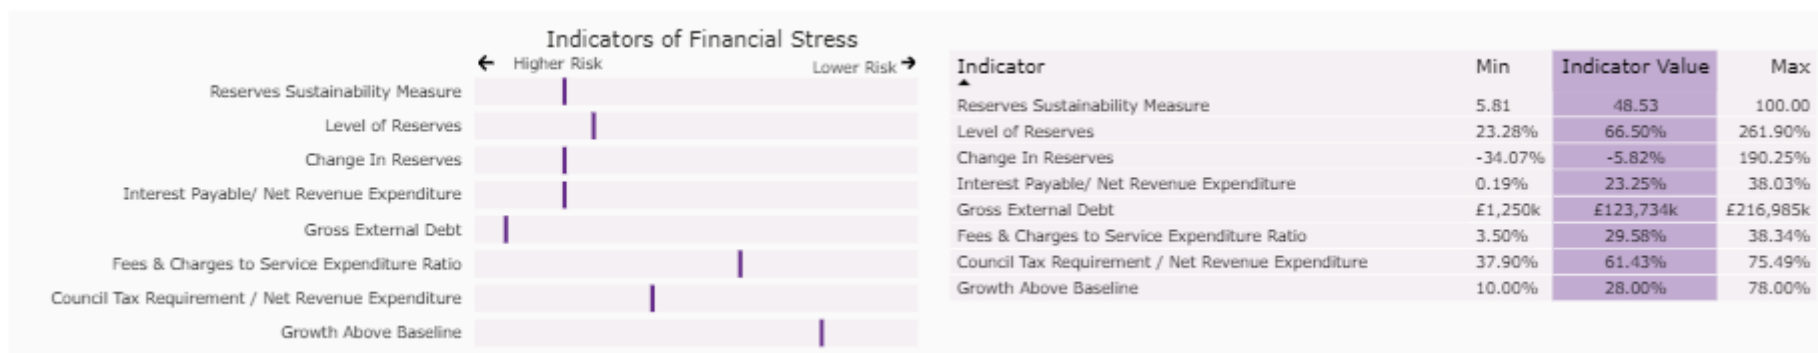 Indicators of Financial Stress
← Higher Risk Lower Risk →
Reserves Sustainability Measure
Level of Reserves
Change In Reserves
Interest Payable/ Net Revenue Expenditure
Gross External Debt
Fees & Charges to Service Expenditure Ratio
Council Tax Requirement / Net Revenue Expenditure
Growth Above Baseline
Indicator Min Indicator Value Max
Reserves Sustainability Measure 5.81 48.53 100.00
Level of Reserves 23.28% 66.50% 261.90%
Change In Reserves -34.07% -5.82% 190.25%
Interest Payable/ Net Revenue Expenditure 0.19% 23.25% 38.03%
Gross External Debt £1,250k £123,734k £216,985k
Fees & Charges to Service Expenditure Ratio 3.50% 29.58% 38.34%
Council Tax Requirement / Net Revenue Expenditure 37.90% 61.43% 75.49%
Growth Above Baseline 10.00% 28.00% 78.00%